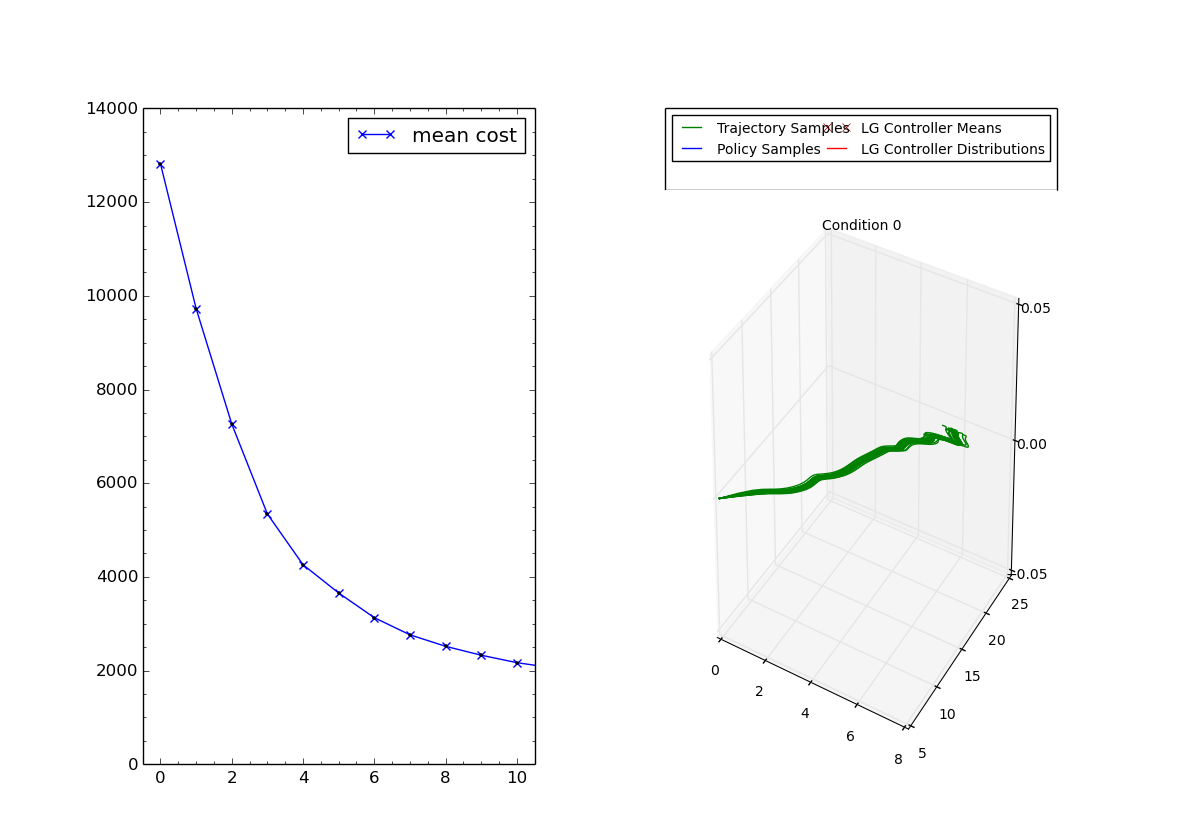 14000
12000
10000
8000
6000
4000
2000
0
0 2 4 6 8 10
mean cost
Trajectory Samples LG Controller Means
Policy Samples LG Controller Distributions
Condition 0
0.05
0.00
−0.05
0 2 4 6 8
5 10 15 20 25